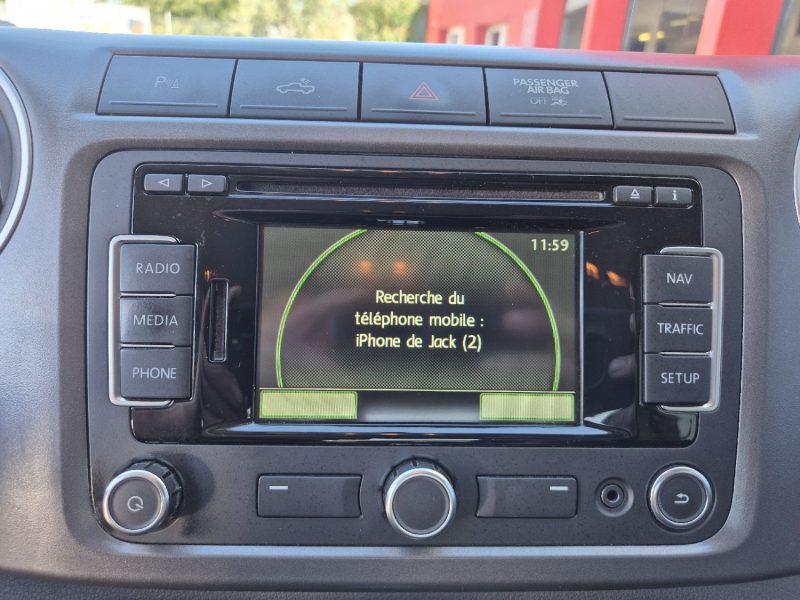 P
PASSENGER
AIR BAG
OFF
i
RADIO
MEDIA
PHONE
11:59
Recherche du
téléphone mobile :
iPhone de Jack (2)
NAV
TRAFFIC
SETUP